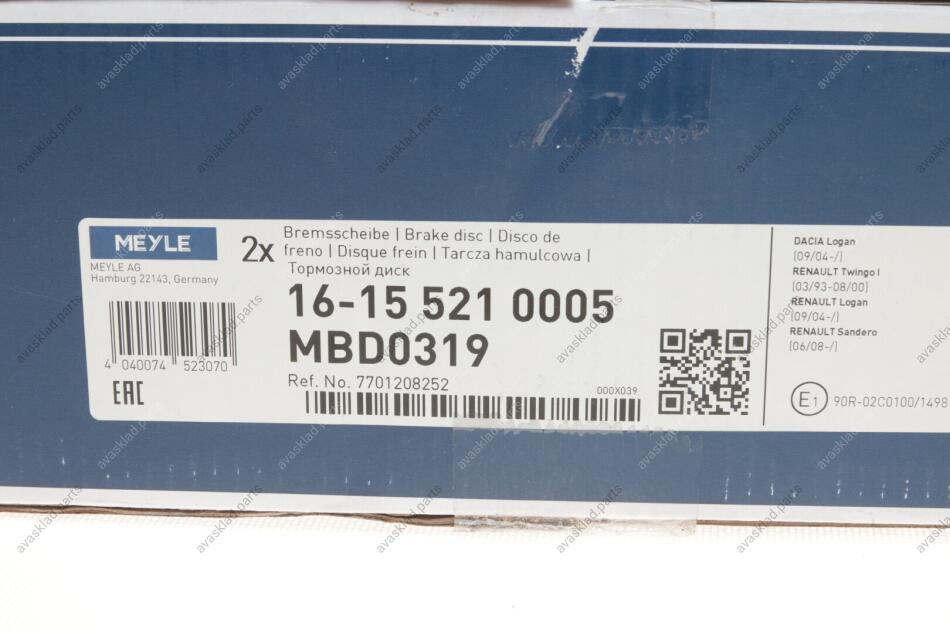 MEYLE
MEYLE AG
Hamburg 22143, Germany
4 040074 523070
EAC
2x
Bremsscheibe | Brake disc | Disco de
freno | Disque frein | Tarcza hamulcowa |
Тормозной диск
16-15 521 0005
MBD0319
Ref. No. 7701208252
000X039
DACIA Logan
(09/04-/)
RENAULT Twingo I
(03/93-08/00)
RENAULT Logan
(09/04-/)
RENAULT Sandero
(06/08-/)
E1 90R-02C0100/1498
avasklad.parts